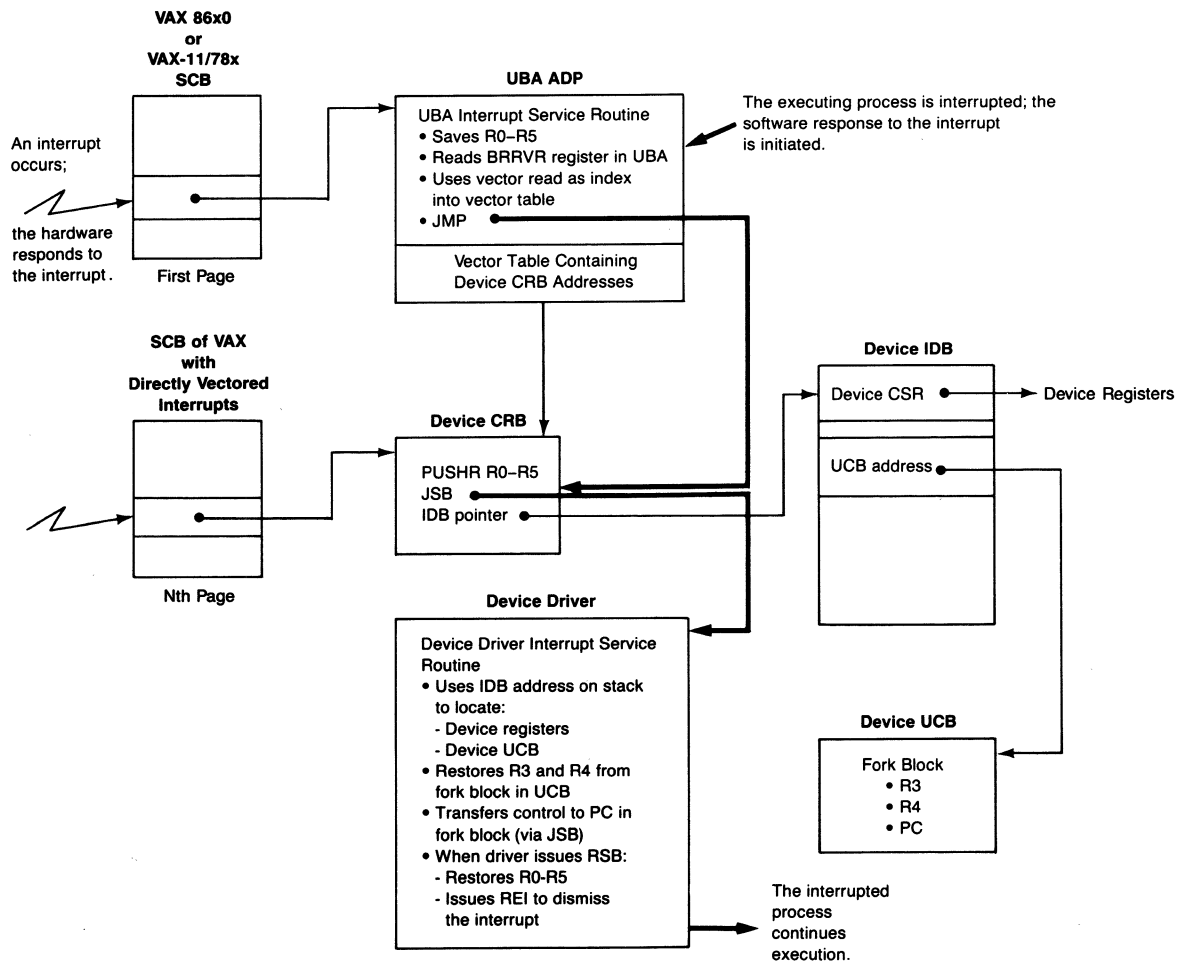 VAX 86x0
or
VAX-11/78x
SCB
An interrupt
occurs;
the hardware
responds to
the interrupt.
First Page
UBA ADP
UBA Interrupt Service Routine
• Saves R0–R5
• Reads BRRVR register in UBA
• Uses vector read as index
into vector table
• JMP
Vector Table Containing
Device CRB Addresses
The executing process is interrupted; the
software response to the interrupt
is initiated.
SCB of VAX
with
Directly Vectored
Interrupts
Nth Page
Device CRB
PUSHR R0–R5
JSB
IDB pointer
Device IDB
Device CSR
Device Registers
UCB address
Device Driver
Device Driver Interrupt Service
Routine
• Uses IDB address on stack
to locate:
- Device registers
- Device UCB
• Restores R3 and R4 from
fork block in UCB
• Transfers control to PC in
fork block (via JSB)
• When driver issues RSB:
- Restores R0-R5
- Issues REI to dismiss
the interrupt
Device UCB
Fork Block
• R3
• R4
• PC
The interrupted
process
continues
execution.